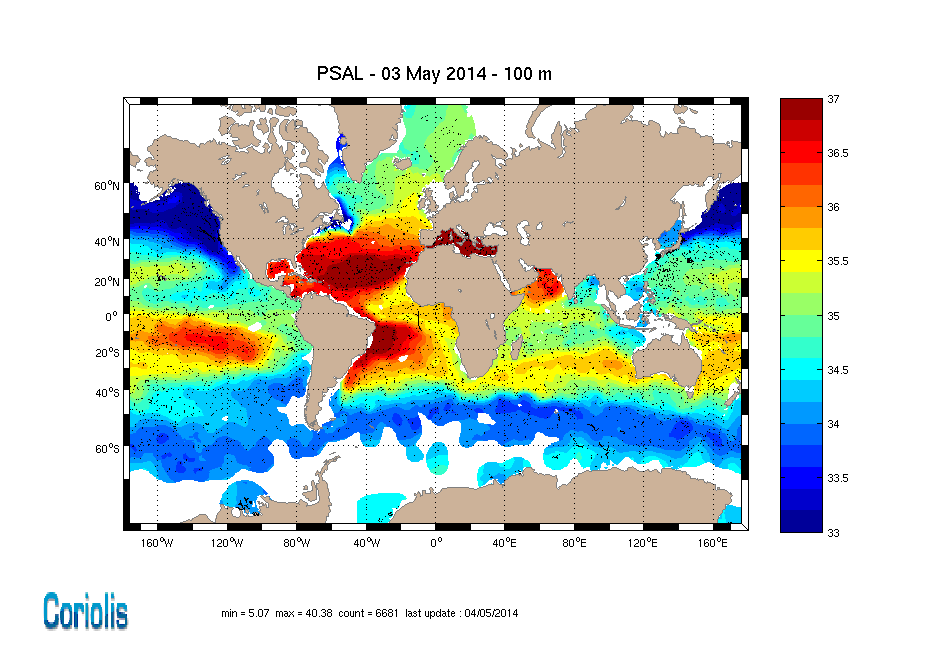 PSAL - 03 May 2014 - 100 m
37
36.5
36
35.5
35
34.5
34
33.5
33
60°N
40°N
20°N
0°
20°S
40°S
60°S
160°W 120°W 80°W 40°W 0° 40°E 80°E 120°E 160°E
Coriolis
min = 5.07 max = 40.38 count = 6681 last update : 04/05/2014